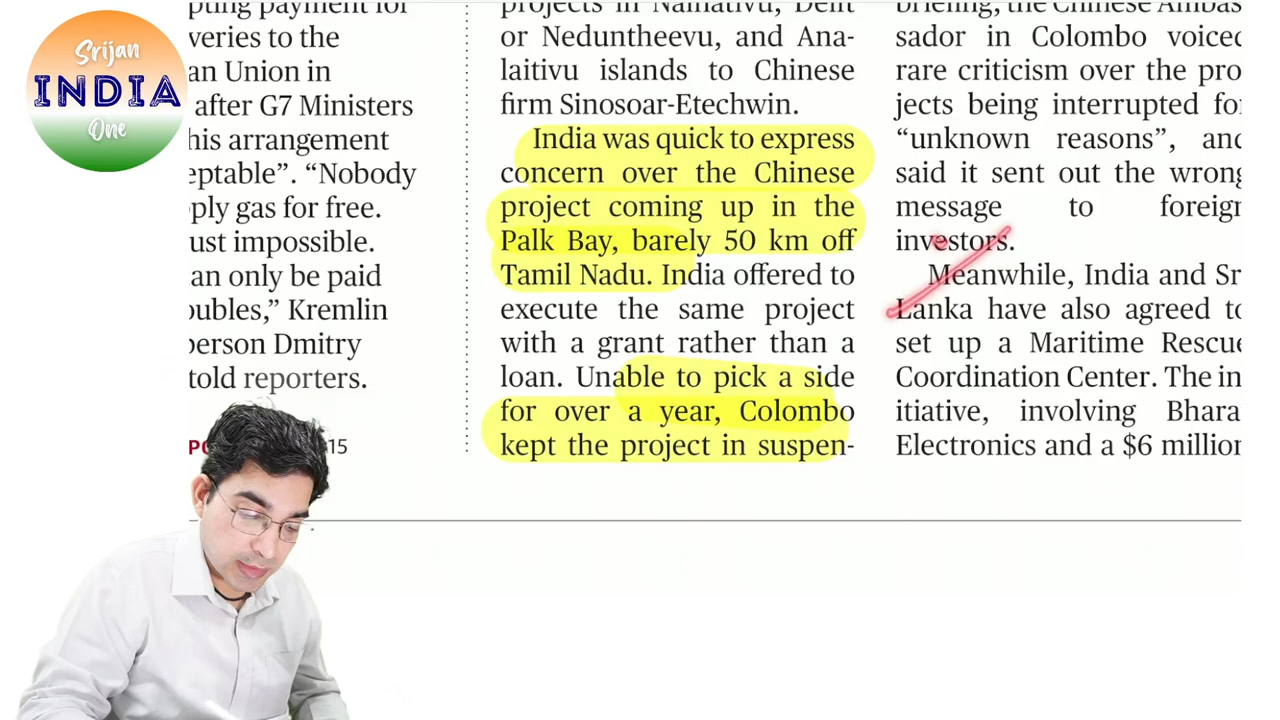 Srijan
INDIA
One
pting payment for
veries to the
an Union in
after G7 Ministers
his arrangement
eptable”. “Nobody
ply gas for free.
ust impossible.
an only be paid
oubles,” Kremlin
person Dmitry
told reporters.
15
projects in Nainativu, Delft
or Neduntheevu, and Ana-
laitivu islands to Chinese
firm Sinosoar-Etechwin.
India was quick to express
concern over the Chinese
project coming up in the
Palk Bay, barely 50 km off
Tamil Nadu. India offered to
execute the same project
with a grant rather than a
loan. Unable to pick a side
for over a year, Colombo
kept the project in suspen-
briefing, the Chinese Ambas
sador in Colombo voiced
rare criticism over the pro
jects being interrupted for
“unknown reasons”, and
said it sent out the wrong
message to foreign
investors.
Meanwhile, India and Sr
Lanka have also agreed to
set up a Maritime Rescue
Coordination Center. The in
itiative, involving Bhara
Electronics and a $6 million